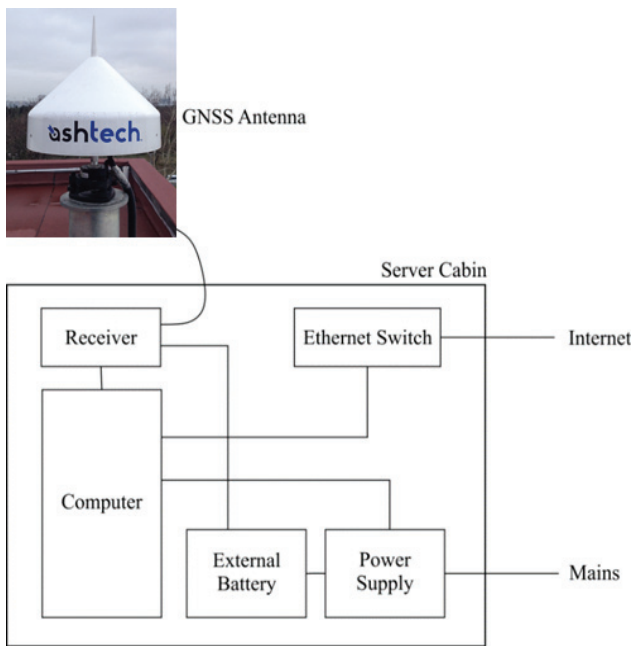 ashtech
GNSS Antenna
Server Cabin
Receiver
Ethernet Switch
Internet
Computer
External
Battery
Power
Supply
Mains